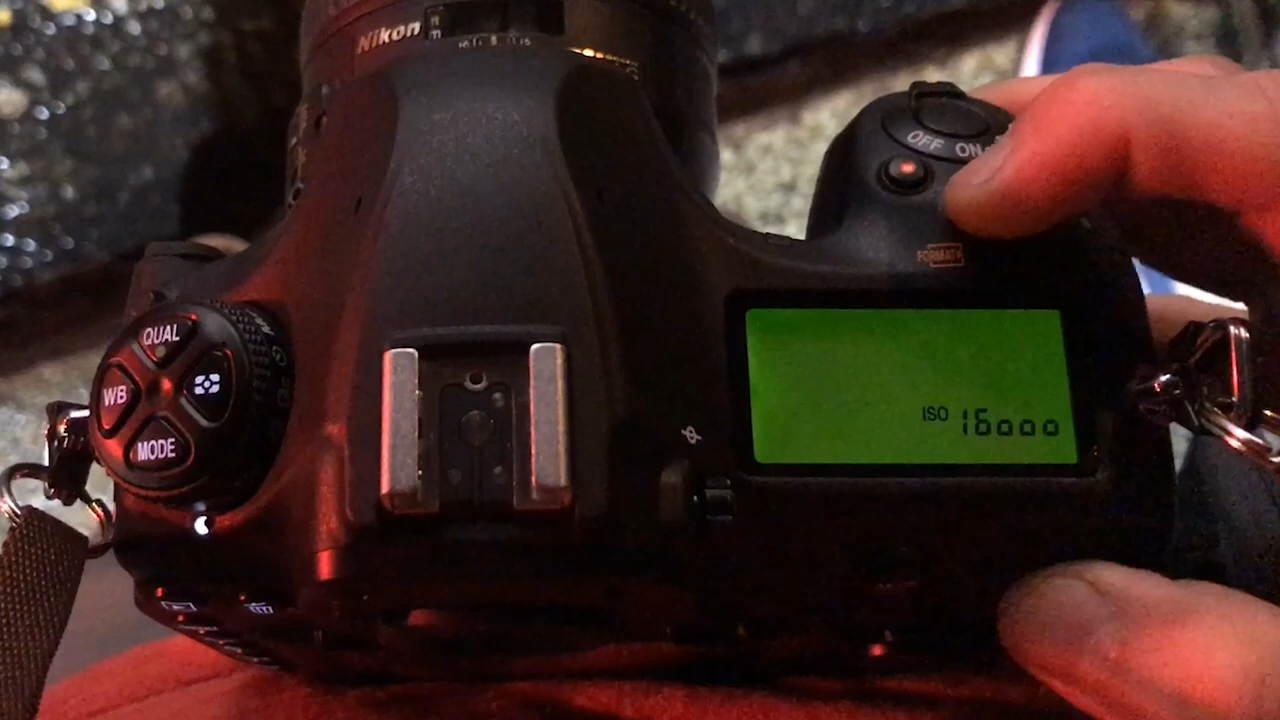 Nikon
OFF ON
FORMAT
QUAL
WB
MODE
ISO 16000